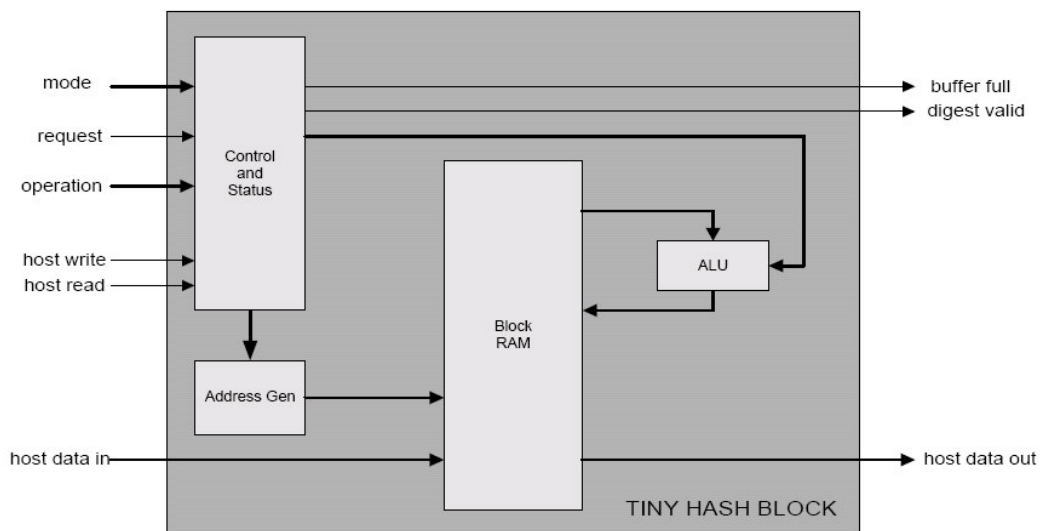 mode
request
operation
host write
host read
host data in
Control
and
Status
Address Gen
Block
RAM
ALU
buffer full
digest valid
host data out
TINY HASH BLOCK